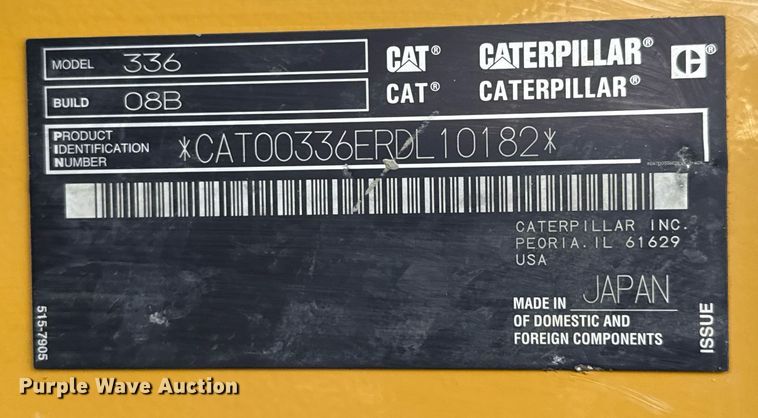 MODEL 336 CAT® CATERPILLAR® C®
BUILD 08B CAT® CATERPILLAR®
PRODUCT
IDENTIFICATION
NUMBER
*CAT00336ERDL10182*
CATERPILLAR INC.
PEORIA. IL 61629
USA
MADE IN JAPAN
OF DOMESTIC AND
FOREIGN COMPONENTS
515-7905
ISSUE
Purple Wave Auction